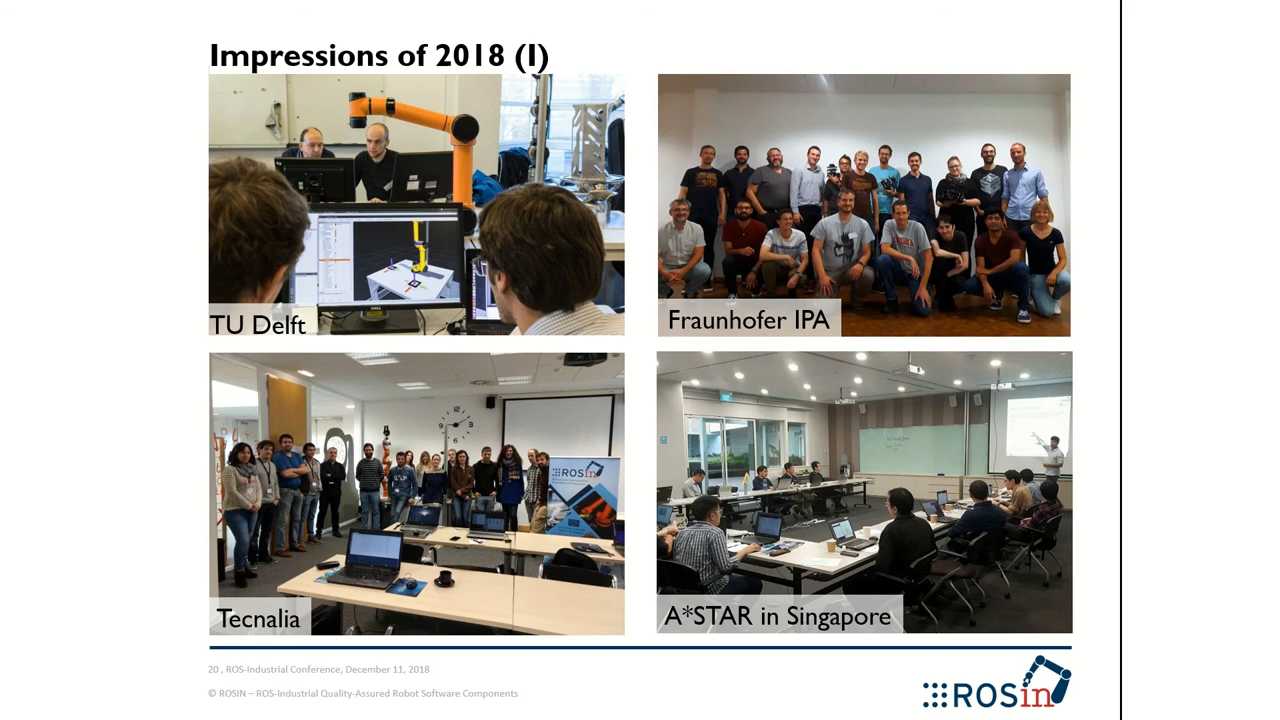 Impressions of 2018 (I)
TU Delft
Fraunhofer IPA
ROSin
Tecnalia
A*STAR in Singapore
20 , ROS-Industrial Conference, December 11, 2018
© ROSIN – ROS-Industrial Quality-Assured Robot Software Components
ROSin